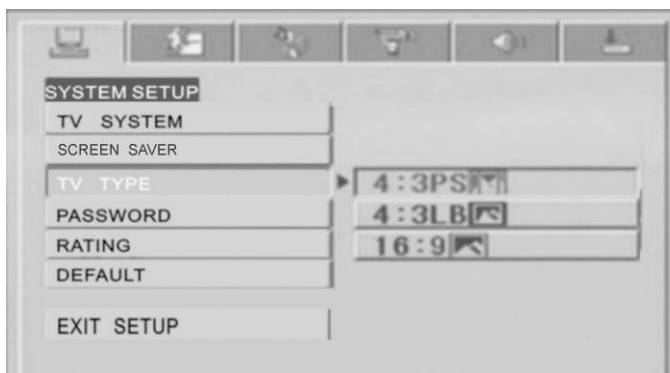 SYSTEM SETUP
TV SYSTEM
SCREEN SAVER
TV TYPE
4:3PS
PASSWORD
4:3LB
RATING
16:9
DEFAULT
EXIT SETUP